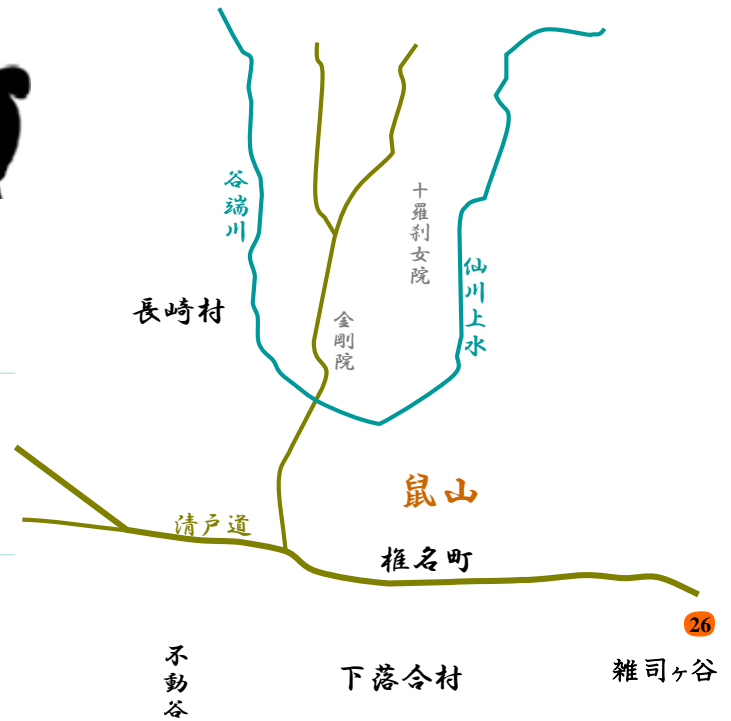 谷端川
十羅刹女院
仙川上水
長崎村
金剛院
鼠山
清戸道
椎名町
26
不動谷
下落合村
雑司ヶ谷